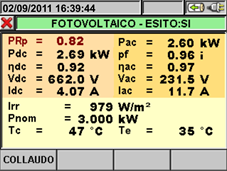 02/09/2011 16:39:44
FOTOVOLTAICO - ESITO:SI
PRp = 0.82 Pac = 2.60 kW
Pdc = 2.69 kW pf = 0.96 i
ηdc = 0.92 ηac = 0.97
Vdc = 662.0 V Vac = 231.5 V
Idc = 4.07 A Iac = 11.7 A
Irr = 979 W/m²
Pnom = 3.000 kW
Tc = 47 °C Te = 35 °C
COLLAUDO